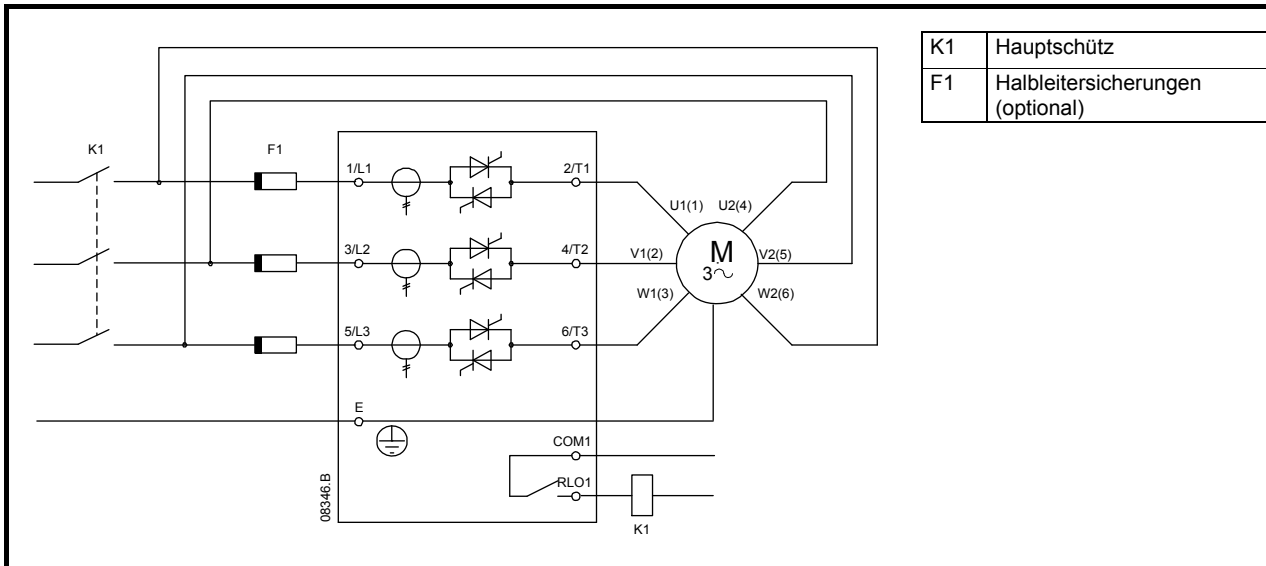 K1 Hauptschütz
F1 Halbleitersicherungen
(optional)
K1
F1
1/L1
2/T1
U1(1)
U2(4)
3/L2
4/T2
V1(2)
M
3
V2(5)
W1(3)
W2(6)
5/L3
6/T3
E
COM1
RLO1
K1
08346.B